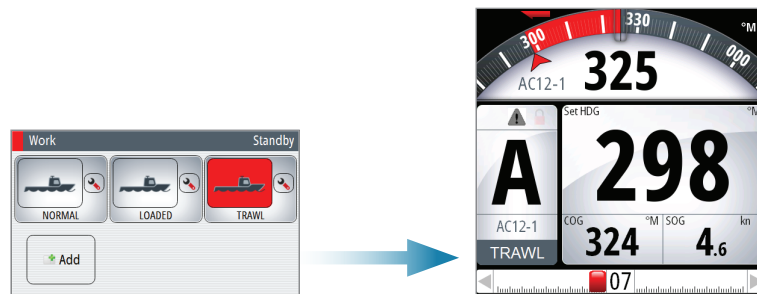 Work Standby
NORMAL LOADED TRAWL
Add
300 330 000 °M
AC12-1 325
Set HDG °M
A 298
AC12-1
TRAWL
COG °M SOG kn
324 4.6
07